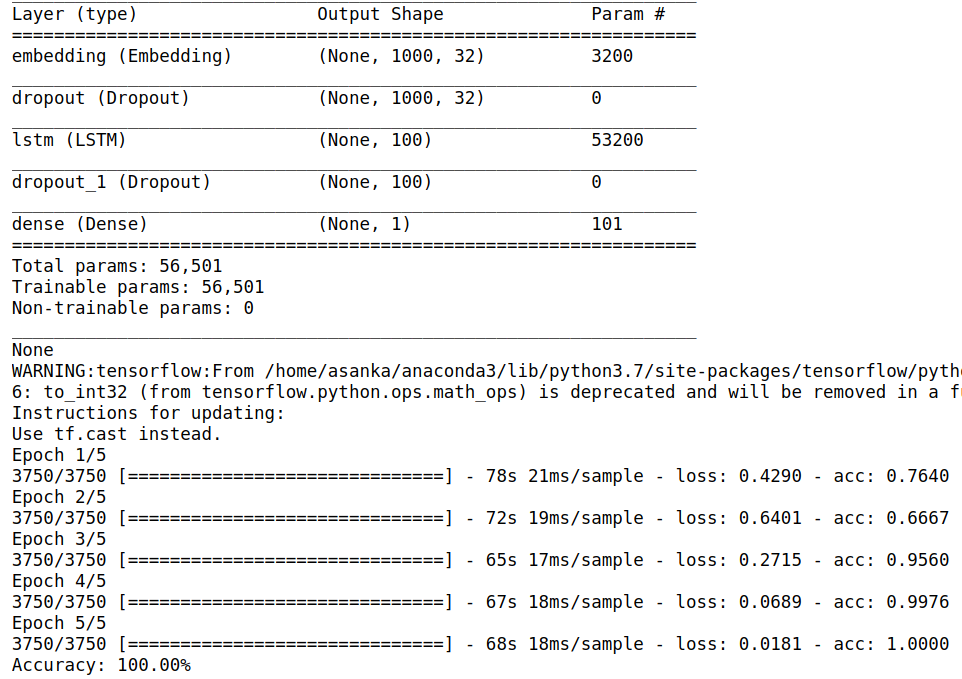 Layer (type) Output Shape Param #
=================================================================
embedding (Embedding) (None, 1000, 32) 3200
_________________________________________________________________
dropout (Dropout) (None, 1000, 32) 0
_________________________________________________________________
lstm (LSTM) (None, 100) 53200
_________________________________________________________________
dropout_1 (Dropout) (None, 100) 0
_________________________________________________________________
dense (Dense) (None, 1) 101
=================================================================
Total params: 56,501
Trainable params: 56,501
Non-trainable params: 0
_________________________________________________________________
None
WARNING:tensorflow:From /home/asanka/anaconda3/lib/python3.7/site-packages/tensorflow/pyth
6: to_int32 (from tensorflow.python.ops.math_ops) is deprecated and will be removed in a
Instructions for updating:
Use tf.cast instead.
Epoch 1/5
3750/3750 [==============================] - 78s 21ms/sample - loss: 0.4290 - acc: 0.7640
Epoch 2/5
3750/3750 [==============================] - 72s 19ms/sample - loss: 0.6401 - acc: 0.6667
Epoch 3/5
3750/3750 [==============================] - 65s 17ms/sample - loss: 0.2715 - acc: 0.9560
Epoch 4/5
3750/3750 [==============================] - 67s 18ms/sample - loss: 0.0689 - acc: 0.9976
Epoch 5/5
3750/3750 [==============================] - 68s 18ms/sample - loss: 0.0181 - acc: 1.0000
Accuracy: 100.00%